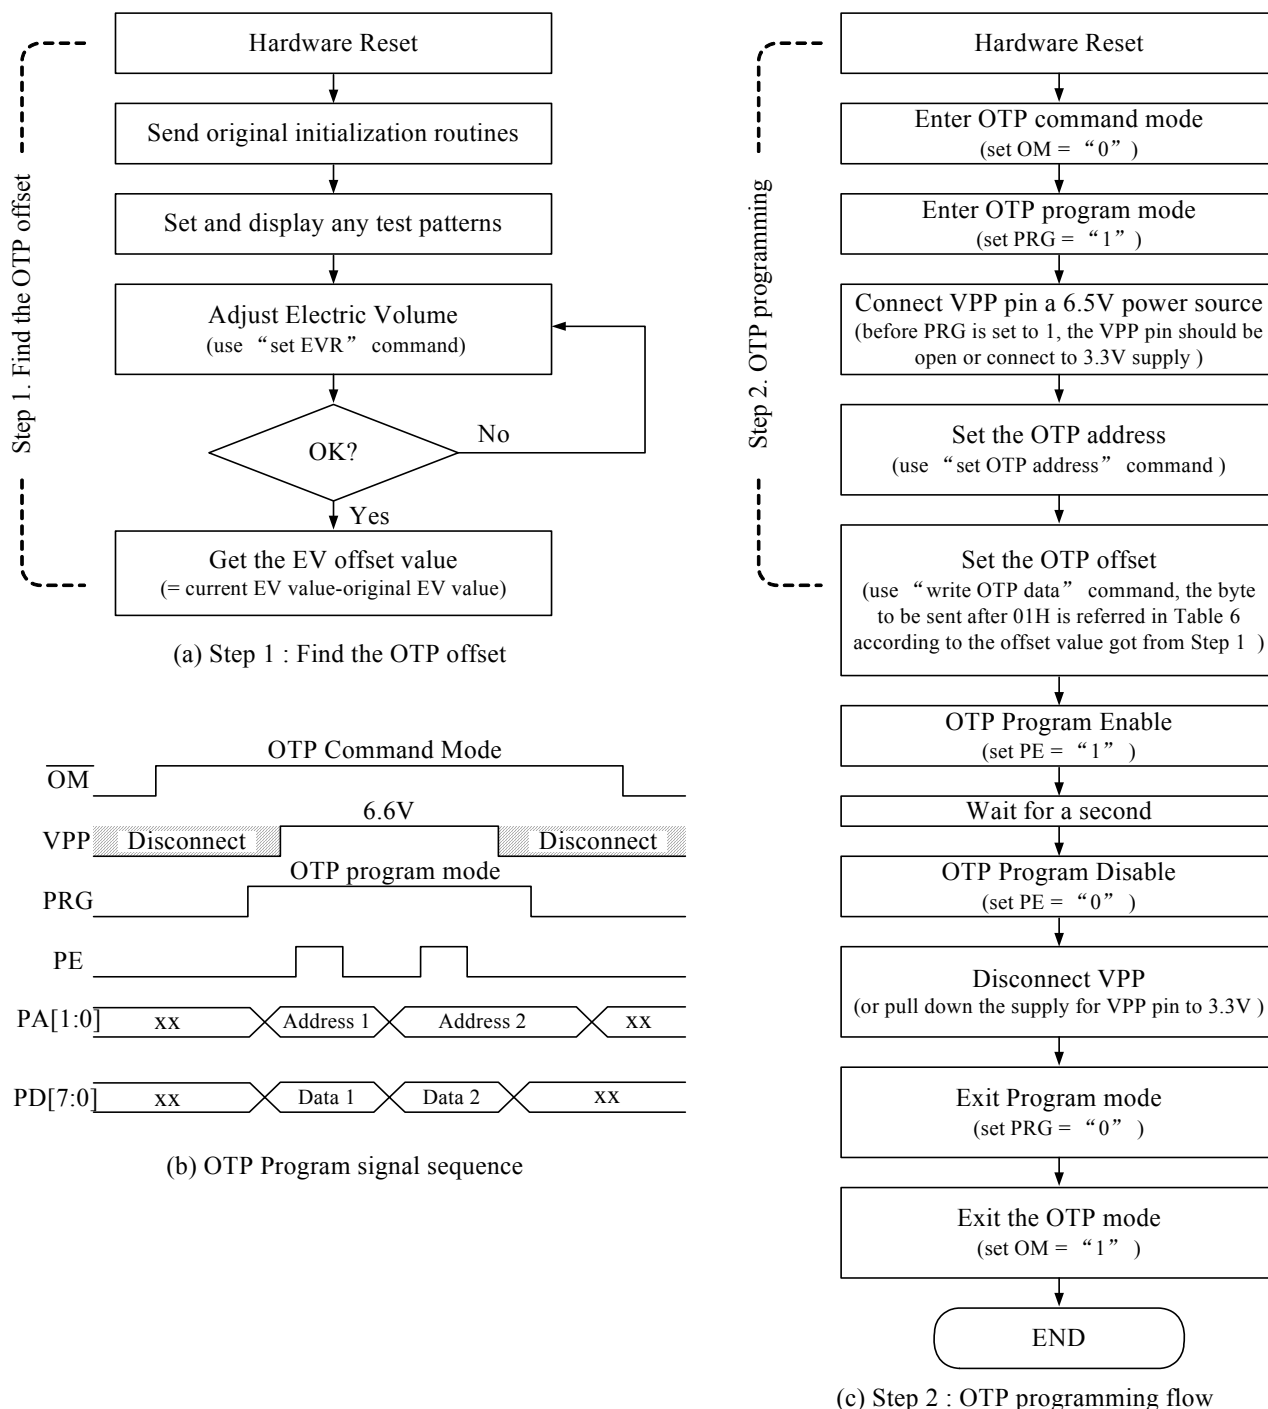 Step 1. Find the OTP offset
Hardware Reset
Send original initialization routines
Set and display any test patterns
Adjust Electric Volume
(use “set EVR” command)
OK?
No
Yes
Get the EV offset value
(= current EV value-original EV value)
(a) Step 1 : Find the OTP offset
OTP Command Mode
OM
6.6V
VPP
Disconnect
Disconnect
OTP program mode
PRG
PE
PA[1:0]
xx
Address 1
Address 2
xx
PD[7:0]
xx
Data 1
Data 2
xx
(b) OTP Program signal sequence
Step 2. OTP programming
Hardware Reset
Enter OTP command mode
(set OM = “0” )
Enter OTP program mode
(set PRG = “1” )
Connect VPP pin a 6.5V power source
(before PRG is set to 1, the VPP pin should be
open or connect to 3.3V supply )
Set the OTP address
(use “set OTP address” command )
Set the OTP offset
(use “write OTP data” command, the byte
to be sent after 01H is referred in Table 6
according to the offset value got from Step 1 )
OTP Program Enable
(set PE = “1” )
Wait for a second
OTP Program Disable
(set PE = “0” )
Disconnect VPP
(or pull down the supply for VPP pin to 3.3V )
Exit Program mode
(set PRG = “0” )
Exit the OTP mode
(set OM = “1” )
END
(c) Step 2 : OTP programming flow